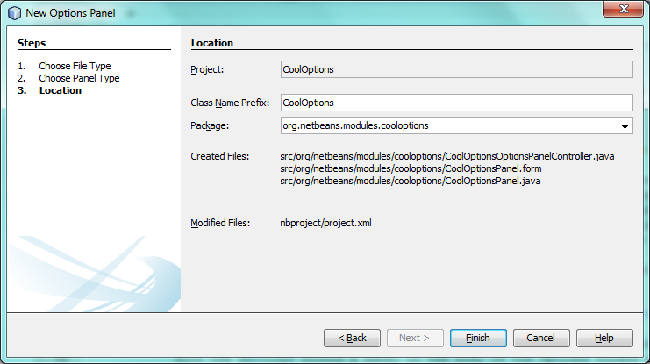 New Options Panel
Steps
1. Choose File Type
2. Choose Panel Type
3. Location
Location
Project: CoolOptions
Class Name Prefix: CoolOptions
Package: org.netbeans.modules.cooloptions
Created Files: src/org/netbeans/modules/cooloptions/CoolOptionsOptionsPanelController.java
src/org/netbeans/modules/cooloptions/CoolOptionsPanel.form
src/org/netbeans/modules/cooloptions/CoolOptionsPanel.java
Modified Files: nbproject/project.xml
< Back Next > Finish Cancel Help